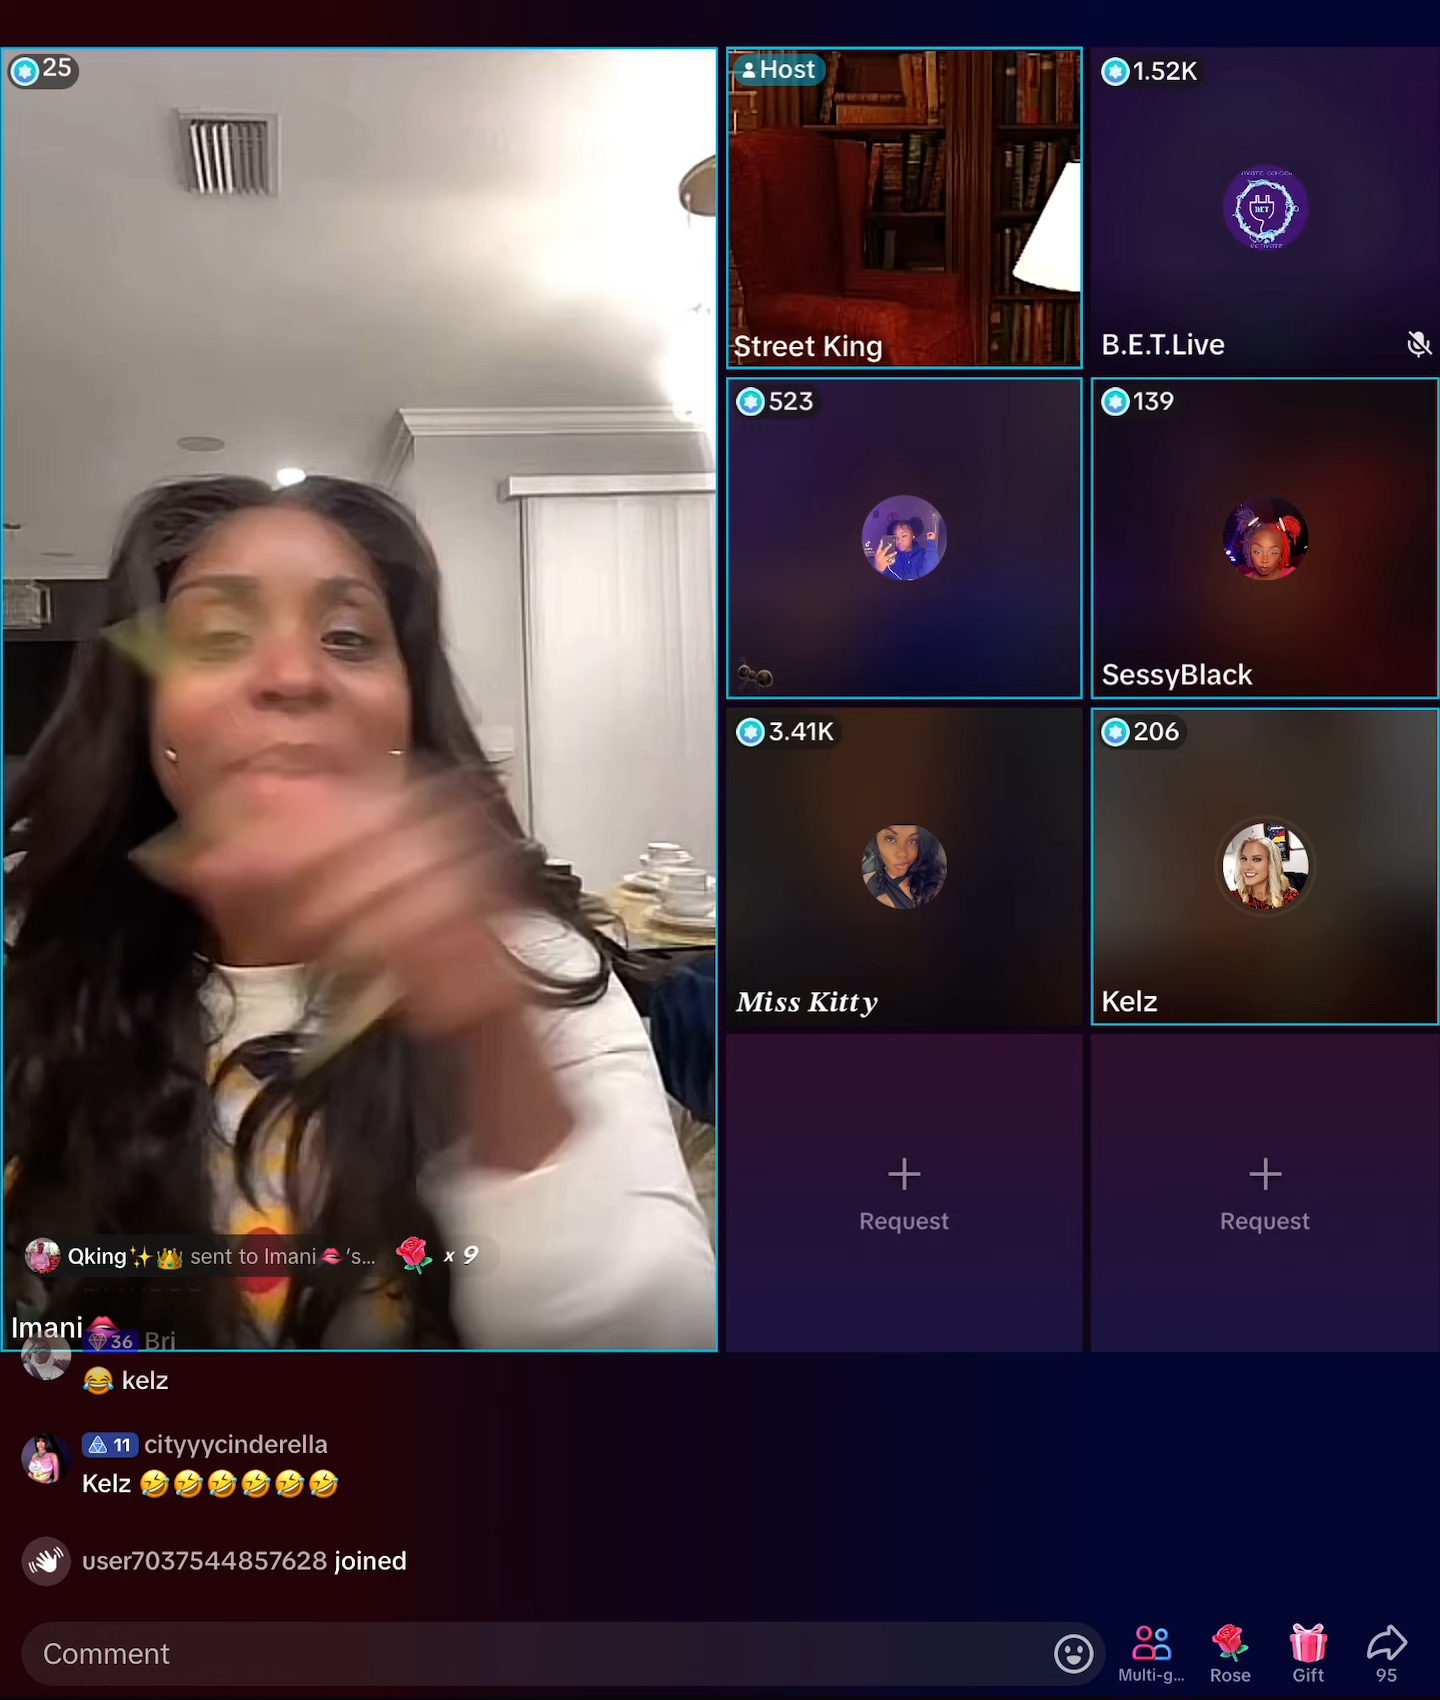 25
Host
Street King
1.52K
B.E.T.Live
523
139
SessyBlack
3.41K
Miss Kitty
206
Kelz
+
Request
+
Request
Qking✨👑 sent to Imani💋's... x 9
Imani💋
36 Bri
😂 kelz
11 cityyycinderella
Kelz 🤣🤣🤣🤣🤣🤣
user7037544857628 joined
Comment
Multi-g...
Rose
Gift
95